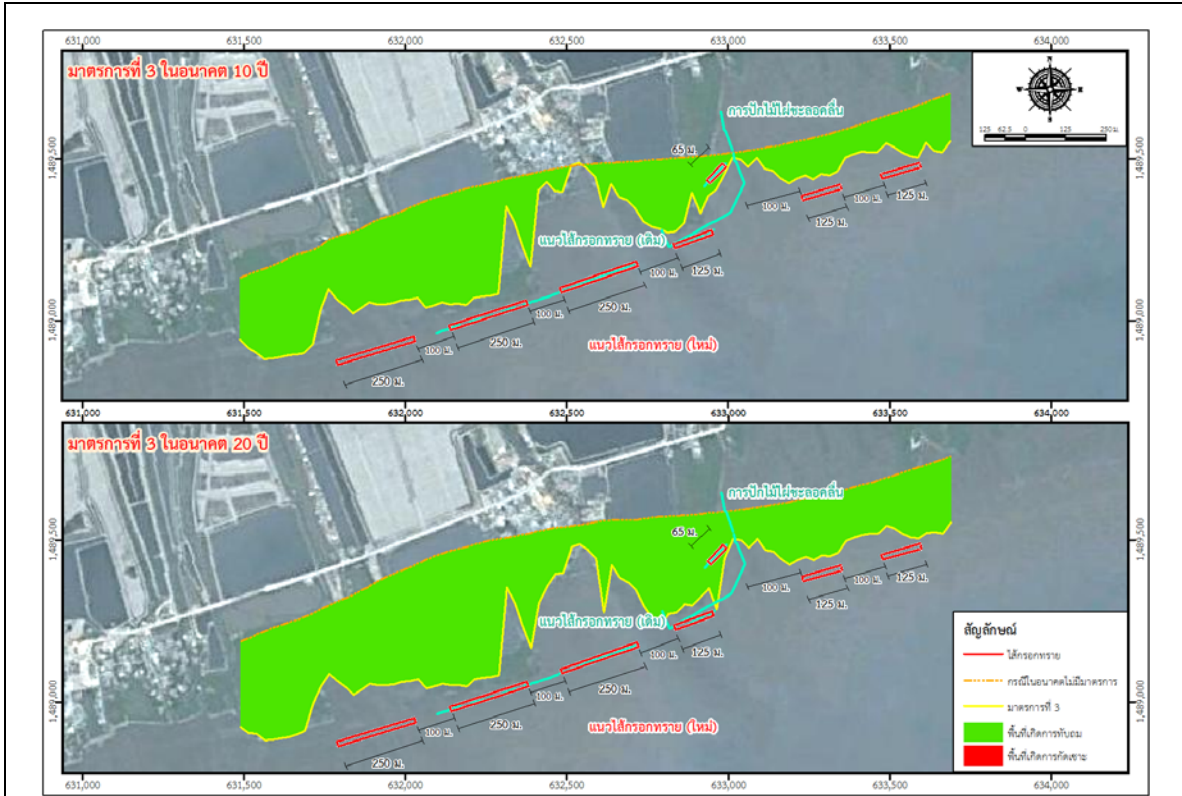 631,000 631,500 632,000 632,500 633,000 633,500 634,000
มาตรการที่ 3 ในอนาคต 10 ปี
N
W E
S
125 62.5 0 125 250 ม.
การปักไม้ไผ่ชะลอคลื่น
65 ม.
1,489,500 1,489,500
100 ม.
125 ม.
100 ม.
125 ม.
แนวไส้กรอกทราย (เดิม)
100 ม.
125 ม.
250 ม.
100 ม.
250 ม.
100 ม.
250 ม.
แนวไส้กรอกทราย (ใหม่)
1,489,000 1,489,000
631,000 631,500 632,000 632,500 633,000 633,500 634,000
มาตรการที่ 3 ในอนาคต 20 ปี
การปักไม้ไผ่ชะลอคลื่น
65 ม.
1,489,500 1,489,500
100 ม.
125 ม.
100 ม.
125 ม.
แนวไส้กรอกทราย (เดิม)
100 ม.
125 ม.
250 ม.
100 ม.
250 ม.
100 ม.
250 ม.
แนวไส้กรอกทราย (ใหม่)
1,489,000 1,489,000
สัญลักษณ์
ไส้กรอกทราย
กรณีในอนาคตไม่มีมาตรการ
มาตรการที่ 3
พื้นที่เกิดการทับถม
พื้นที่เกิดการกัดเซาะ
631,000 631,500 632,000 632,500 633,000 633,500 634,000